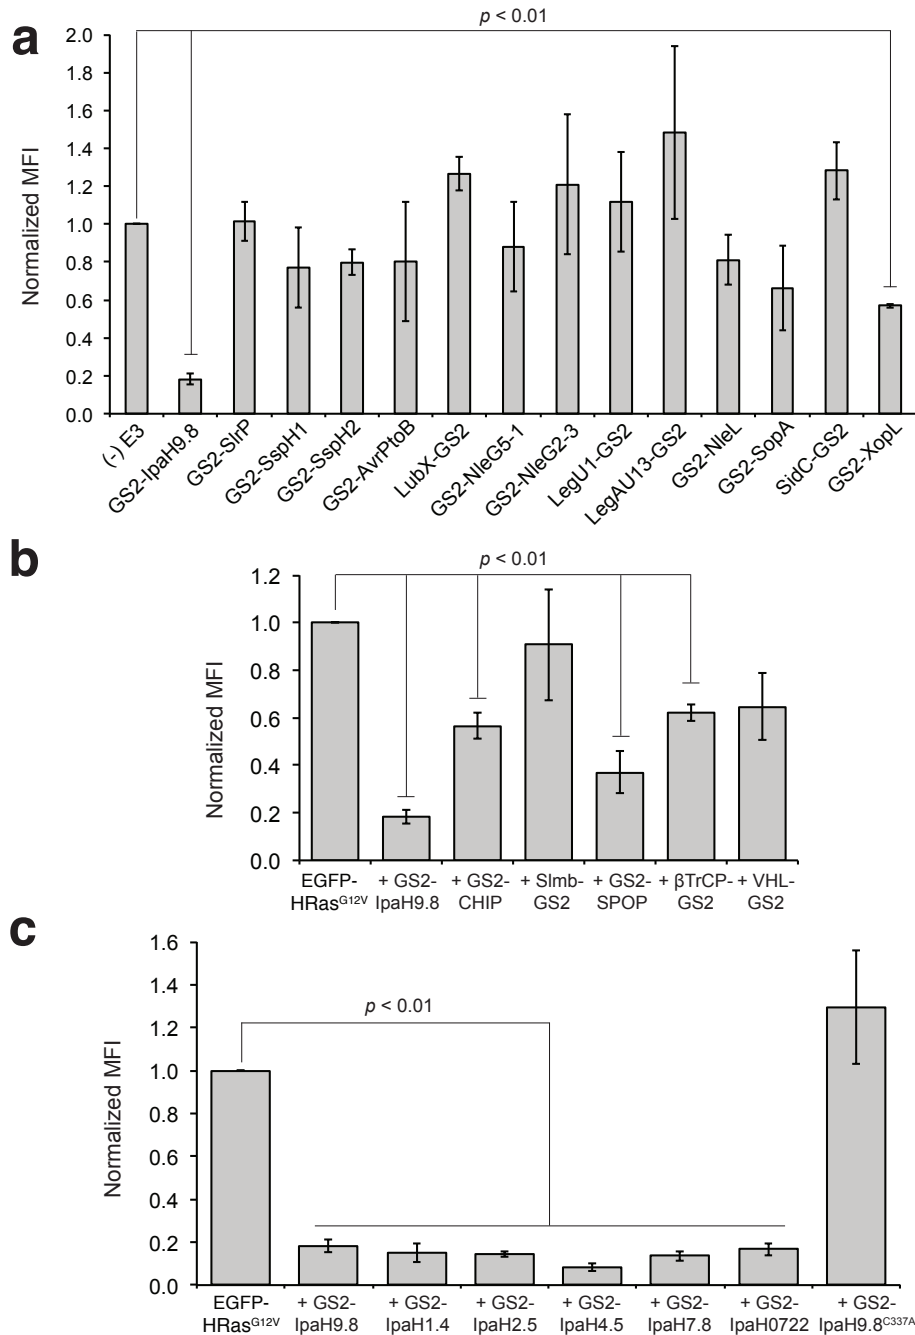 a
p < 0.01
Normalized MFI
2.0
1.8
1.6
1.4
1.2
1.0
0.8
0.6
0.4
0.2
0.0
(-) E3
GS2-IpaH9.8
GS2-SlrP
GS2-SspH1
GS2-SspH2
GS2-AvrPtoB
LubX-GS2
GS2-NleG5-1
GS2-NleG2-3
LegU1-GS2
LegAU13-GS2
GS2-NleL
GS2-SopA
SidC-GS2
GS2-XopL
b
p < 0.01
Normalized MFI
1.2
1.0
0.8
0.6
0.4
0.2
0.0
EGFP-
HRasG12V
+ GS2-
IpaH9.8
+ GS2-
CHIP
+ Slmb-
GS2
+ GS2-
SPOP
+ βTrCP-
GS2
+ VHL-
GS2
c
p < 0.01
Normalized MFI
1.6
1.4
1.2
1.0
0.8
0.6
0.4
0.2
0.0
EGFP-
HRasG12V
+ GS2-
IpaH9.8
+ GS2-
IpaH1.4
+ GS2-
IpaH2.5
+ GS2-
IpaH4.5
+ GS2-
IpaH7.8
+ GS2-
IpaH0722
+ GS2-
IpaH9.8C337A